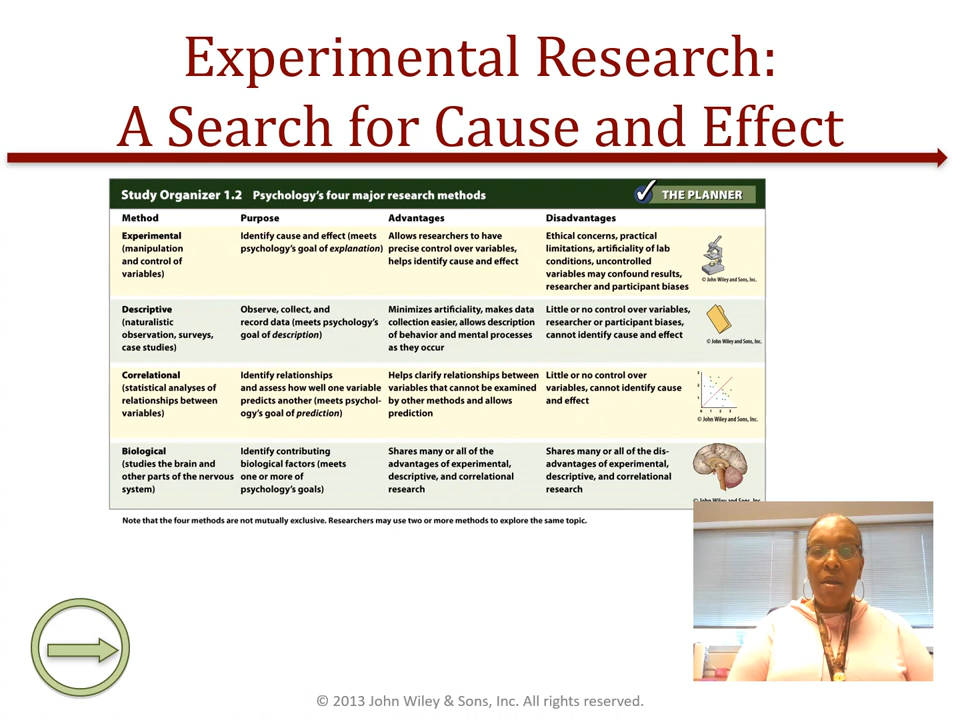 Experimental Research:
A Search for Cause and Effect
Study Organizer 1.2 Psychology's four major research methods
THE PLANNER
Method Purpose Advantages Disadvantages
Experimental
(manipulation
and control of
variables)
Identify cause and effect (meets
psychology's goal of explanation)
Allows researchers to have
precise control over variables,
helps identify cause and effect
Ethical concerns, practical
limitations, artificiality of lab
conditions, uncontrolled
variables may confound results,
researcher and participant biases
© John Wiley and Sons, Inc.
Descriptive
(naturalistic
observation, surveys,
case studies)
Observe, collect, and
record data (meets psychology's
goal of description)
Minimizes artificiality, makes data
collection easier, allows description
of behavior and mental processes
as they occur
Little or no control over variables,
researcher or participant biases,
cannot identify cause and effect
© John Wiley and Sons, Inc.
Correlational
(statistical analyses of
relationships between
variables)
Identify relationships
and assess how well one variable
predicts another (meets psychol-
ogy's goal of prediction)
Helps clarify relationships between
variables that cannot be examined
by other methods and allows
prediction
Little or no control over
variables, cannot identify cause
and effect
© John Wiley and Sons, Inc.
Biological
(studies the brain and
other parts of the nervous
system)
Identify contributing
biological factors (meets
one or more of
psychology's goals)
Shares many or all of the
advantages of experimental,
descriptive, and correlational
research
Shares many or all of the dis-
advantages of experimental,
descriptive, and correlational
research
© John Wiley and Sons, Inc.
Note that the four methods are not mutually exclusive. Researchers may use two or more methods to explore the same topic.
© 2013 John Wiley & Sons, Inc. All rights reserved.